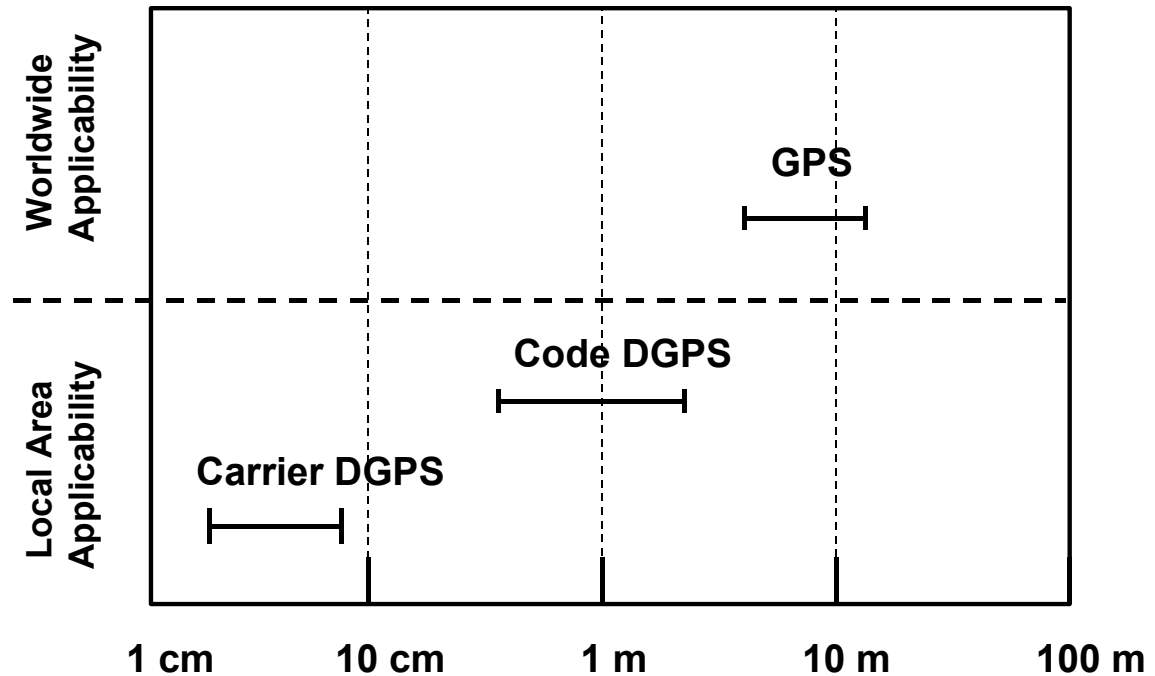 Worldwide
Applicability
GPS
Local Area
Applicability
Code DGPS
Carrier DGPS
1 cm
10 cm
1 m
10 m
100 m